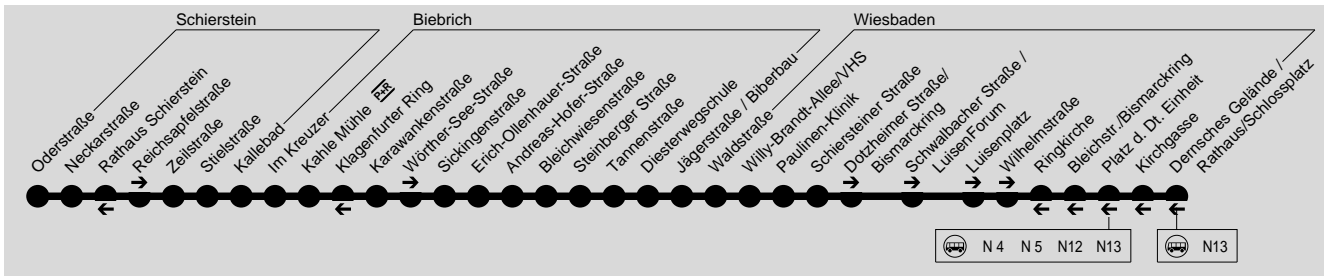 Schierstein
Biebrich
Wiesbaden
Oderstraße
Neckarstraße
Rathaus Schierstein
Reichsapfelstraße
Zeilstraße
Stielstraße
Kallebad
Im Kreuzer
Kahle Mühle P+R
Klagenfurter Ring
Karawankenstraße
Wörther-See-Straße
Sickingenstraße
Erich-Ollenhauer-Straße
Andreas-Hofer-Straße
Bleichwiesenstraße
Steinberger Straße
Tannenstraße
Diesterwegschule
Jägerstraße / Biberbau
Waldstraße
Willy-Brandt-Allee/VHS
Paulinen-Klinik
Schiersteiner Straße
Dotzheimer Straße/
Bismarckring
Schwalbacher Straße /
LuisenForum
Luisenplatz
Wilhelmstraße
Ringkirche
Bleichstr./Bismarckring
Platz d. Dt. Einheit
Kirchgasse
Dernsches Gelände /
Rathaus/Schlossplatz
N 4 N 5 N12 N13
N13